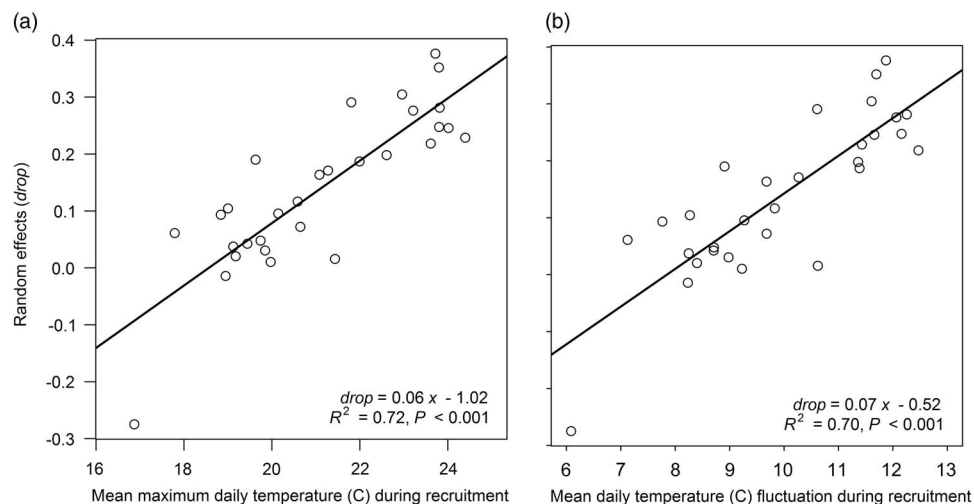 (a)
(b)
Random effects (drop)
0.4
0.3
0.2
0.1
0.0
-0.1
-0.2
-0.3
drop = 0.06 x - 1.02
R² = 0.72, P < 0.001
16 18 20 22 24
Mean maximum daily temperature (C) during recruitment
drop = 0.07 x - 0.52
R² = 0.70, P < 0.001
6 7 8 9 10 11 12 13
Mean daily temperature (C) fluctuation during recruitment